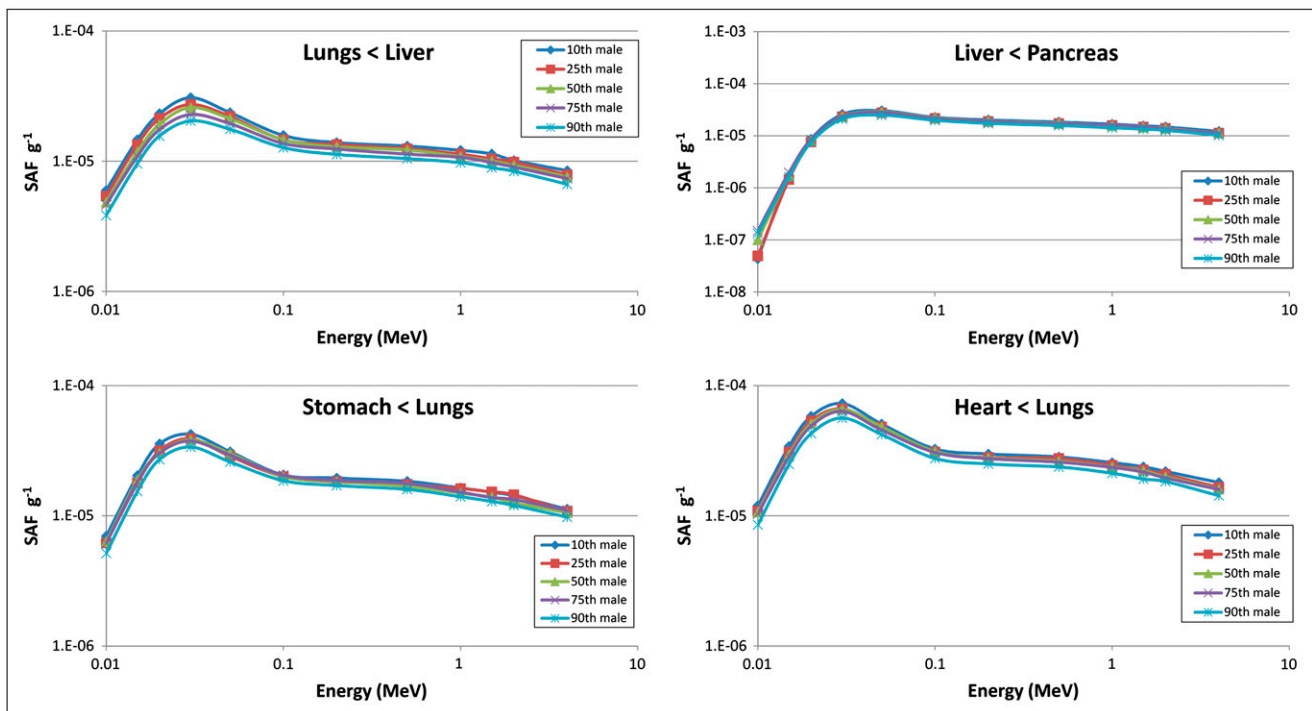 Lungs < Liver
1.E-04
1.E-05
1.E-06
SAF g-1
0.01
0.1
1
10
Energy (MeV)
10th male
25th male
50th male
75th male
90th male
Liver < Pancreas
1.E-03
1.E-04
1.E-05
1.E-06
1.E-07
1.E-08
SAF g-1
0.01
0.1
1
10
Energy (MeV)
10th male
25th male
50th male
75th male
90th male
Stomach < Lungs
1.E-04
1.E-05
1.E-06
SAF g-1
0.01
0.1
1
10
Energy (MeV)
10th male
25th male
50th male
75th male
90th male
Heart < Lungs
1.E-04
1.E-05
1.E-06
SAF g-1
0.01
0.1
1
10
Energy (MeV)
10th male
25th male
50th male
75th male
90th male